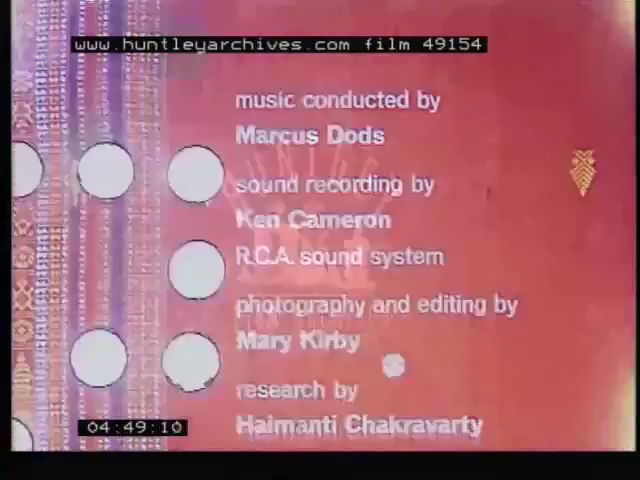 www.huntleyarchives.com film 49154
music conducted by
Marcus Dods
sound recording by
Ken Cameron
R.C.A. sound system
photography and editing by
Mary Kirby
research by
Haimanti Chakravarty
04:49:10